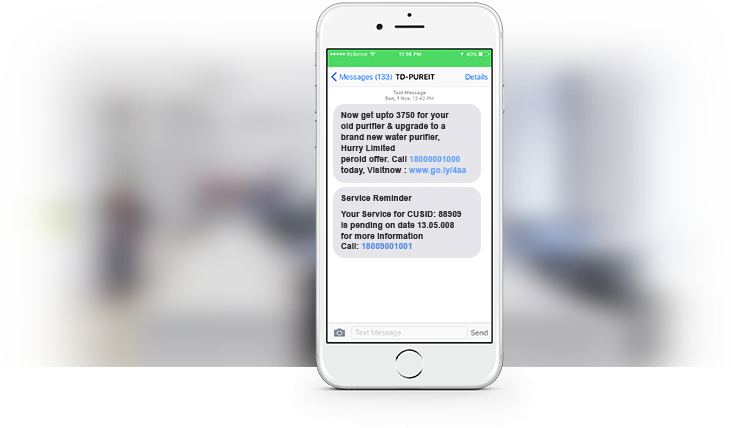 Reliance 11:16 PM 40%
Messages (133) TD-PUREIT Details
Text Message
Sun, 1 Nov, 12:42 PM
Now get upto 3750 for your
old purifier & upgrade to a
brand new water purifier,
Hurry Limited
peroid offer. Call 18000001000
today, Visitnow : www.go.ly/4aa
Service Reminder
Your Service for CUSID: 88909
is pending on date 13.05.008
for more information
Call: 18009001001
Text Message Send